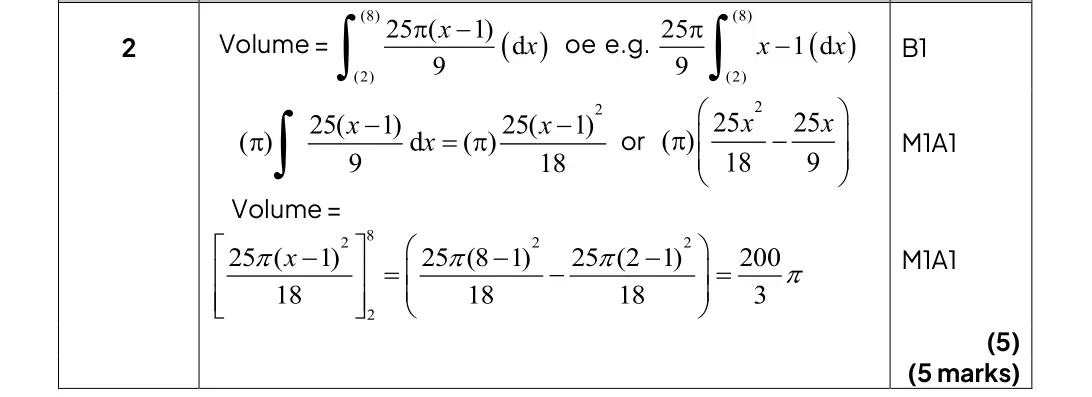 2 Volume = ∫₍₂₎⁽⁸⁾ 25π(x−1)/9 (dx) oe e.g. 25π/9 ∫₍₂₎⁽⁸⁾ x−1(dx) B1
(π)∫ 25(x−1)/9 dx = (π) 25(x−1)²/18 or (π)(25x²/18 − 25x/9) M1A1
Volume =
[25π(x−1)²/18]₂⁸ = (25π(8−1)²/18 − 25π(2−1)²/18) = 200/3 π M1A1
(5)
(5 marks)